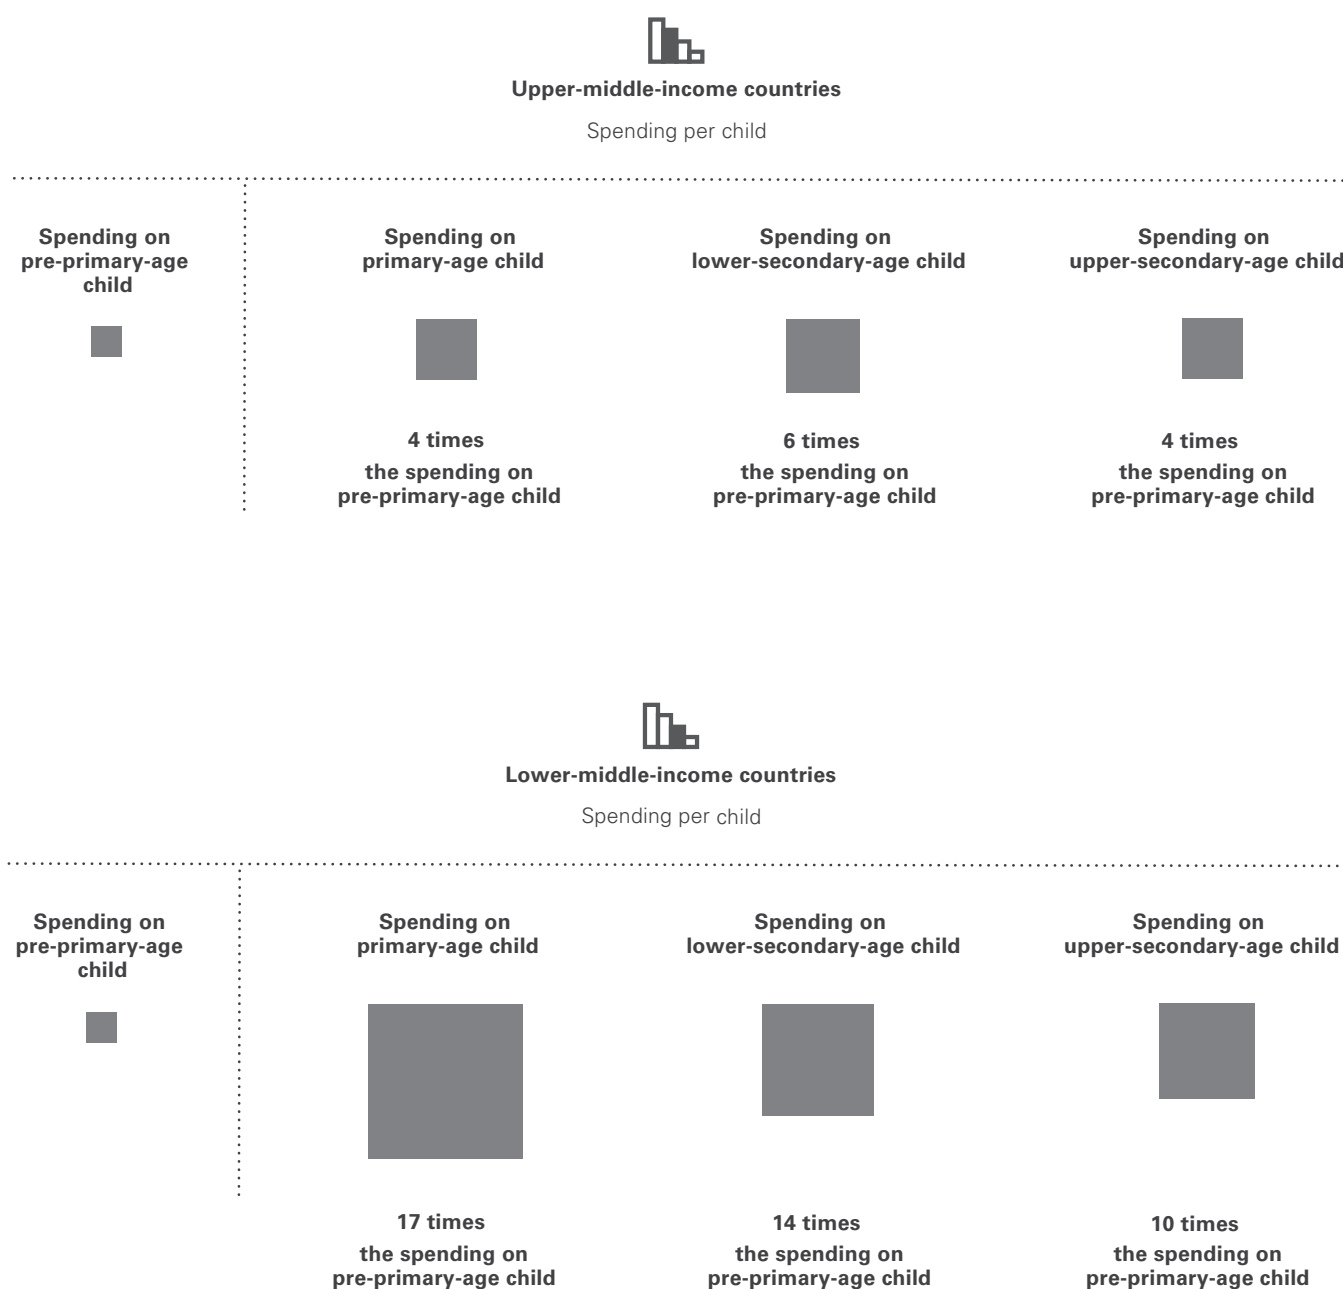 Upper-middle-income countries
Spending per child
Spending on
pre-primary-age
child
Spending on
primary-age child
4 times
the spending on
pre-primary-age child
Spending on
lower-secondary-age child
6 times
the spending on
pre-primary-age child
Spending on
upper-secondary-age child
4 times
the spending on
pre-primary-age child
Lower-middle-income countries
Spending per child
Spending on
pre-primary-age
child
Spending on
primary-age child
17 times
the spending on
pre-primary-age child
Spending on
lower-secondary-age child
14 times
the spending on
pre-primary-age child
Spending on
upper-secondary-age child
10 times
the spending on
pre-primary-age child